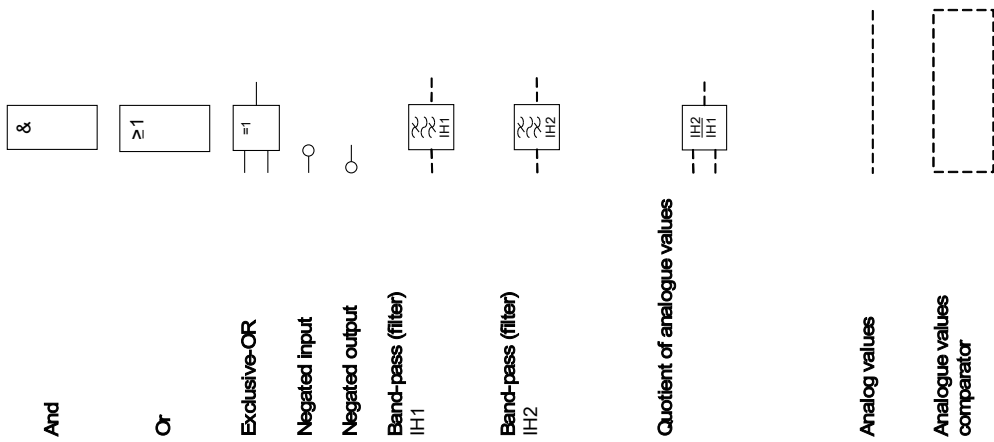 And
&
Or
≥1
Exclusive-OR
=1
Negated input
Negated output
Band-pass (filter)
IH1
IH1
Band-pass (filter)
IH2
IH2
Quotient of analogue values
IH2
IH1
Analog values
Analogue values
comparator